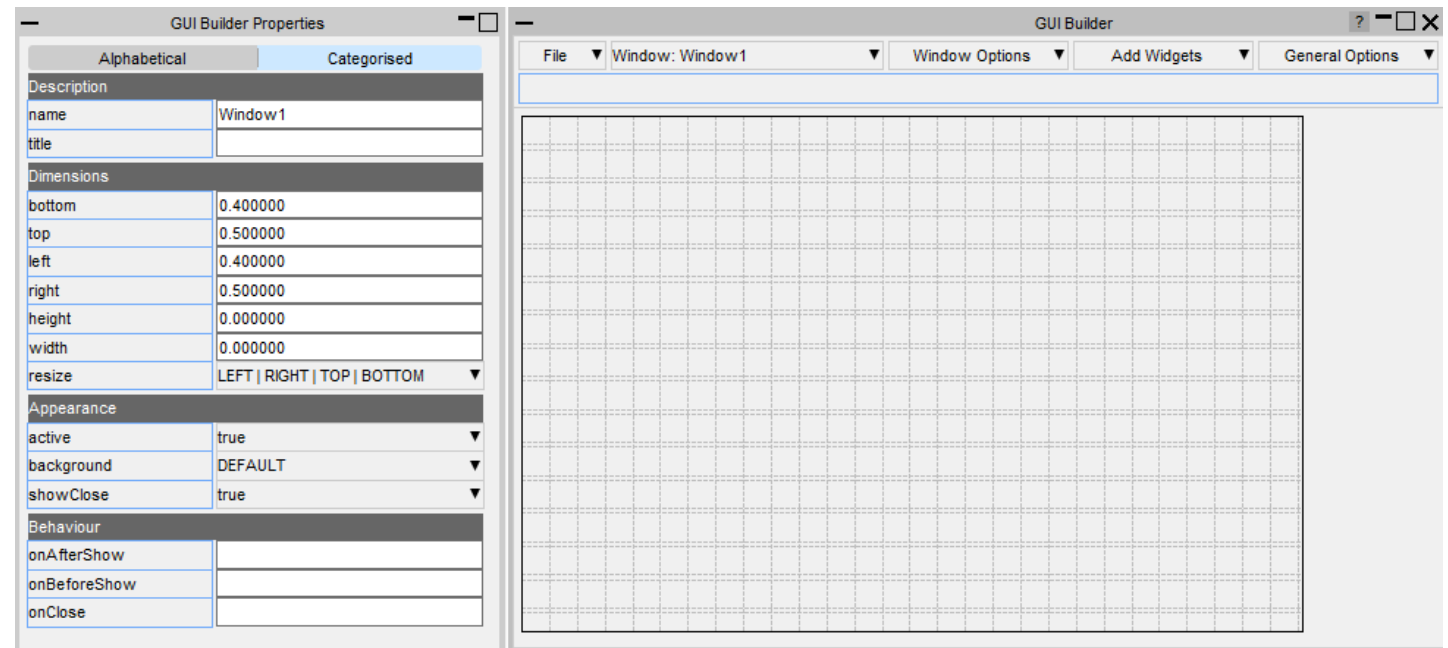 GUI Builder Properties
Alphabetical Categorised
Description
name Window1
title
Dimensions
bottom 0.400000
top 0.500000
left 0.400000
right 0.500000
height 0.000000
width 0.000000
resize LEFT | RIGHT | TOP | BOTTOM
Appearance
active true
background DEFAULT
showClose true
Behaviour
onAfterShow
onBeforeShow
onClose
GUI Builder ?
File Window: Window1 Window Options Add Widgets General Options